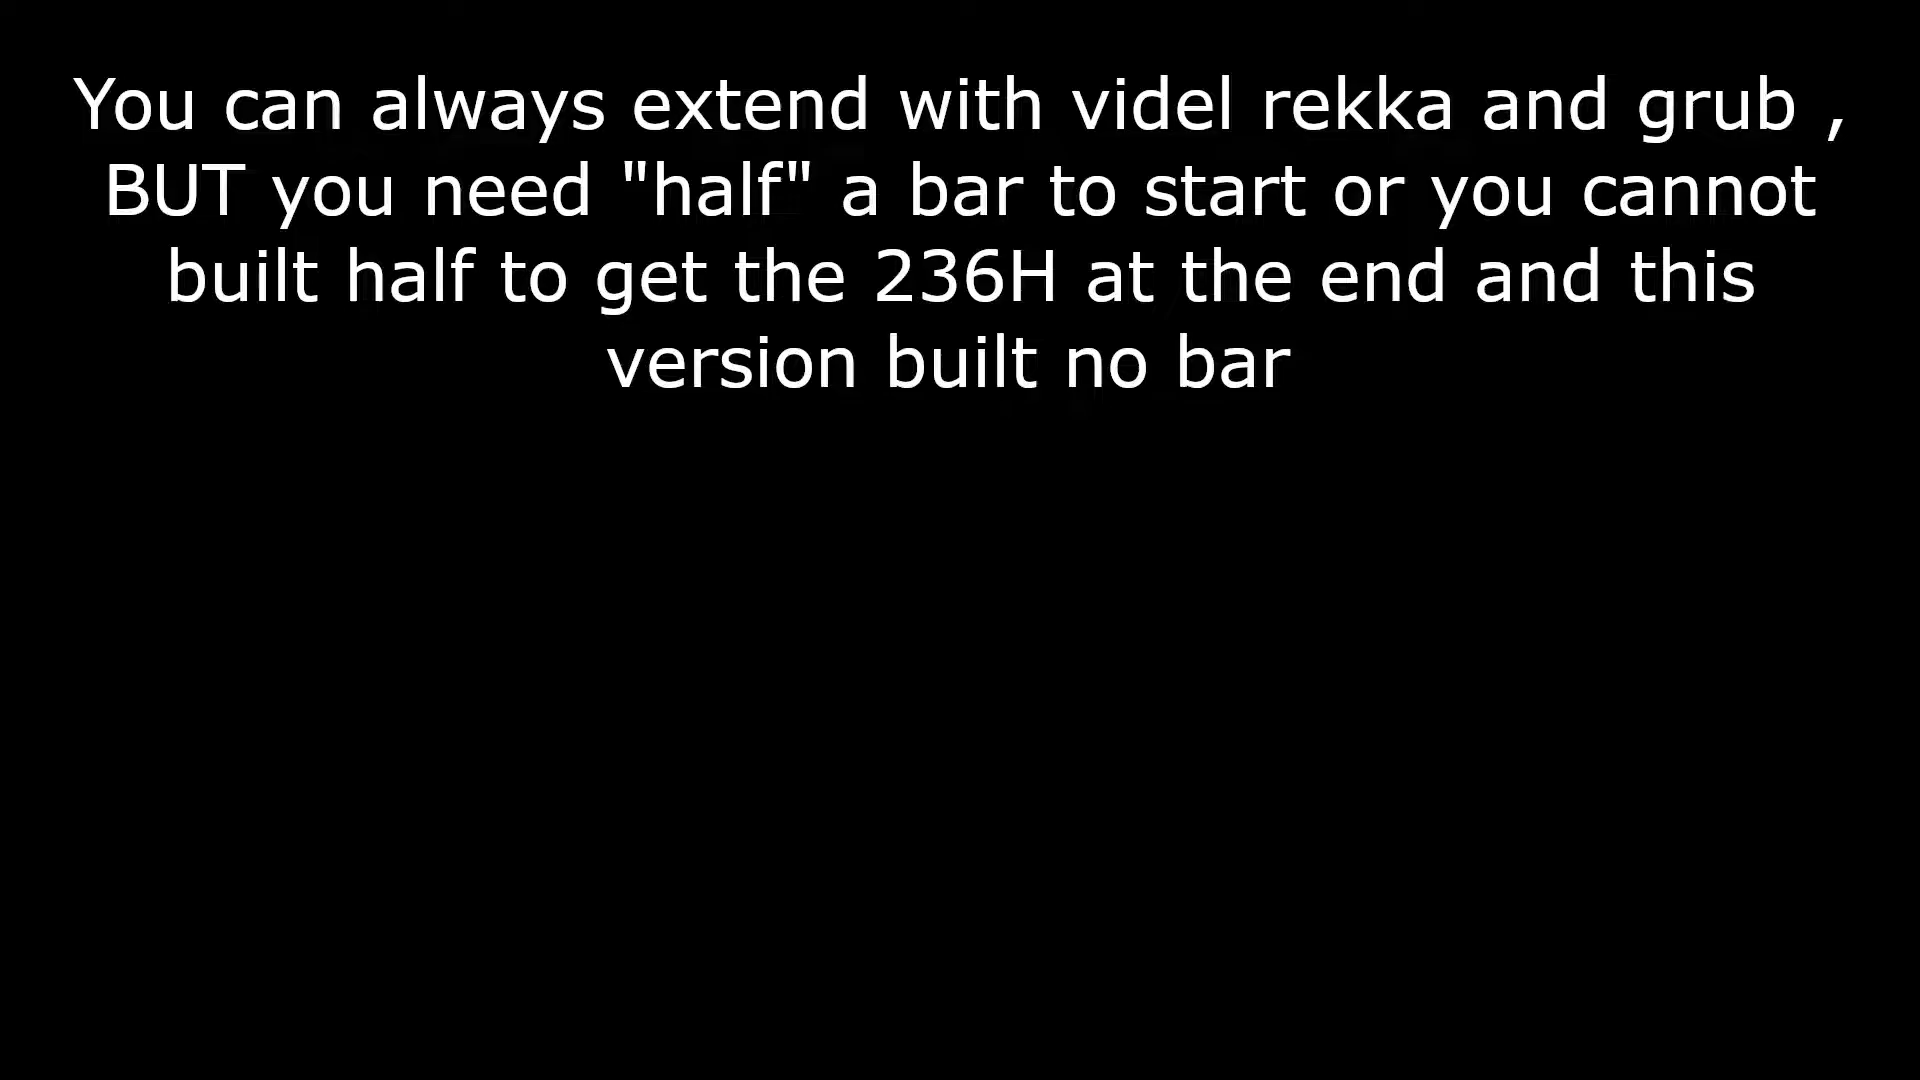 You can always extend with videl rekka and grub ,
BUT you need "half" a bar to start or you cannot
built half to get the 236H at the end and this
version built no bar